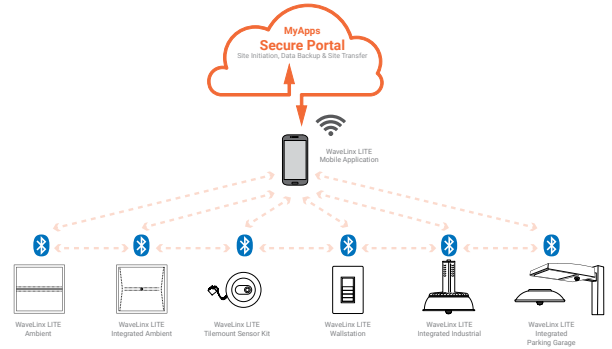 MyApps
Secure Portal
Site Initiation, Data Backup & Site Transfer
WaveLinx LITE
Mobile Application
WaveLinx LITE
Ambient
WaveLinx LITE
Integrated Ambient
WaveLinx LITE
Tilemount Sensor Kit
WaveLinx LITE
Wallstation
WaveLinx LITE
Integrated Industrial
WaveLinx LITE
Integrated
Parking Garage